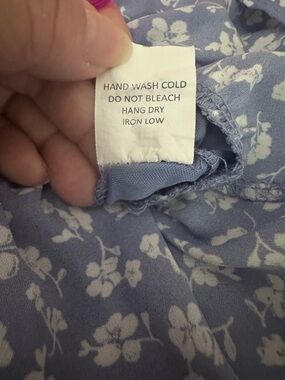 HAND WASH COLD
DO NOT BLEACH
HANG DRY
IRON LOW